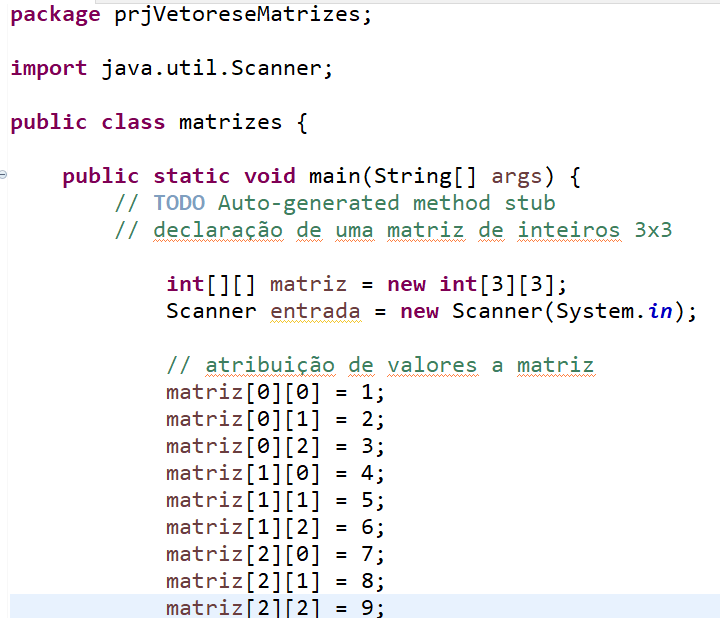 package prjVetoreseMatrizes;
import java.util.Scanner;
public class matrizes {
public static void main(String[] args) {
// TODO Auto-generated method stub
// declaração de uma matriz de inteiros 3x3
int[][] matriz = new int[3][3];
Scanner entrada = new Scanner(System.in);
// atribuição de valores a matriz
matriz[0][0] = 1;
matriz[0][1] = 2;
matriz[0][2] = 3;
matriz[1][0] = 4;
matriz[1][1] = 5;
matriz[1][2] = 6;
matriz[2][0] = 7;
matriz[2][1] = 8;
matriz[2][2] = 9;